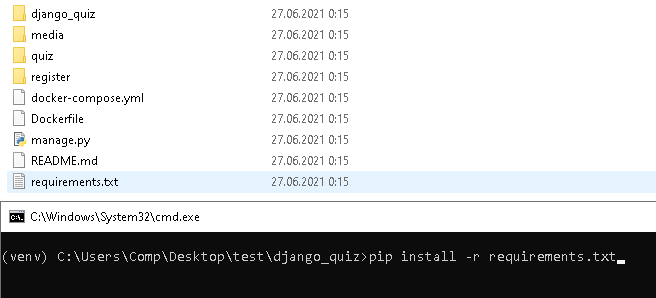 django_quiz 27.06.2021 0:15
media 27.06.2021 0:15
quiz 27.06.2021 0:15
register 27.06.2021 0:15
docker-compose.yml 27.06.2021 0:15
Dockerfile 27.06.2021 0:15
manage.py 27.06.2021 0:15
README.md 27.06.2021 0:15
requirements.txt 27.06.2021 0:15
C:\Windows\System32\cmd.exe
(venv) C:\Users\Comp\Desktop\test\django_quiz>pip install -r requirements.txt